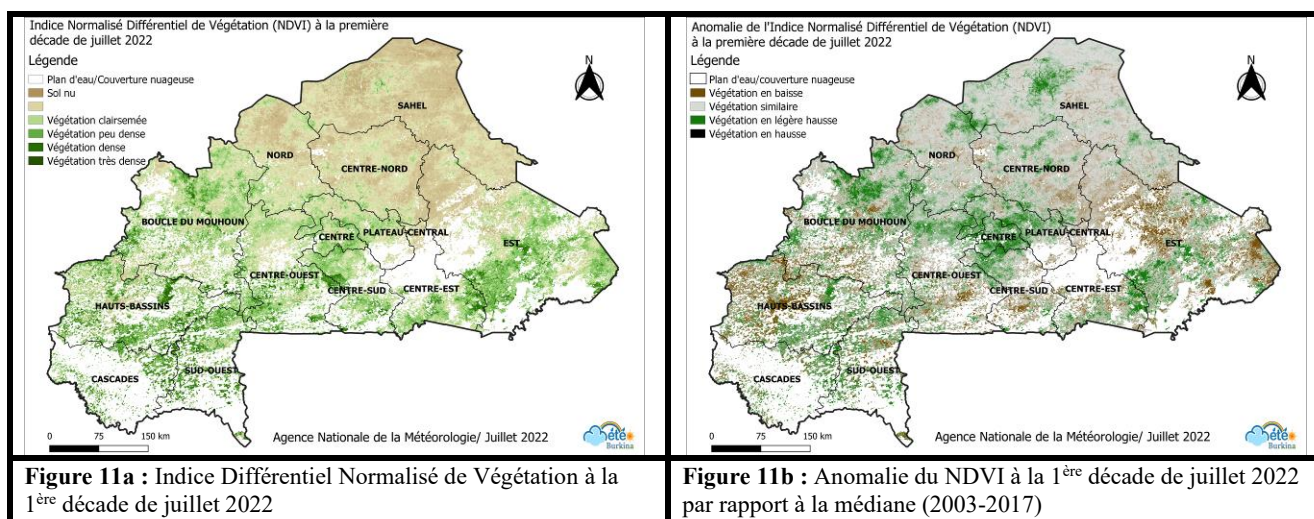 Indice Normalisé Différentiel de Végétation (NDVI) à la première
décade de juillet 2022
Légende
Plan d'eau/Couverture nuageuse
Sol nu
Végétation clairsemée
Végétation peu dense
Végétation dense
Végétation très dense
N
SAHEL
NORD
CENTRE-NORD
BOUCLE DU MOUHOUN
CENTRE
PLATEAU-CENTRAL
EST
CENTRE-OUEST
CENTRE-SUD
CENTRE-EST
HAUTS-BASSINS
CASCADES
SUD-OUEST
0 75 150 km
Agence Nationale de la Météorologie/ Juillet 2022
Météo
Burkina
Anomalie de l'Indice Normalisé Différentiel de Végétation (NDVI)
à la première décade de juillet 2022
Légende
Plan d'eau/couverture nuageuse
Végétation en baisse
Végétation similaire
Végétation en légère hausse
Végétation en hausse
N
SAHEL
NORD
CENTRE-NORD
BOUCLE DU MOUHOUN
CENTRE
PLATEAU-CENTRAL
EST
CENTRE-OUEST
CENTRE-SUD
CENTRE-EST
HAUTS-BASSINS
CASCADES
SUD-OUEST
0 75 150 km
Agence Nationale de la Météorologie/ Juillet 2022
Météo
Burkina
Figure 11a : Indice Différentiel Normalisé de Végétation à la
1ère décade de juillet 2022
Figure 11b : Anomalie du NDVI à la 1ère décade de juillet 2022
par rapport à la médiane (2003-2017)